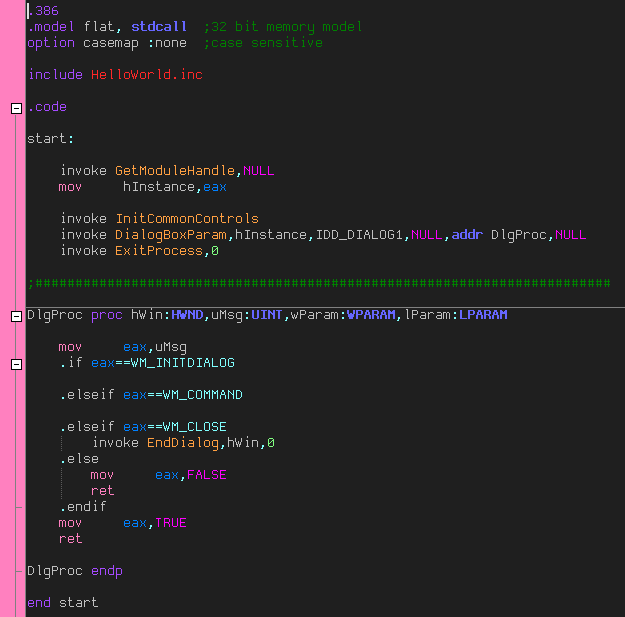 .386
.model flat, stdcall  ;32 bit memory model
option casemap :none  ;case sensitive
include HelloWorld.inc
.code
start:
    invoke GetModuleHandle,NULL
    mov     hInstance,eax
    invoke InitCommonControls
    invoke DialogBoxParam,hInstance,IDD_DIALOG1,NULL,addr DlgProc,NULL
    invoke ExitProcess,0
;########################################################################
DlgProc proc hWin:HWND,uMsg:UINT,wParam:WPARAM,lParam:LPARAM
    mov     eax,uMsg
    .if eax==WM_INITDIALOG
    .elseif eax==WM_COMMAND
    .elseif eax==WM_CLOSE
        invoke EndDialog,hWin,0
    .else
        mov     eax,FALSE
        ret
    .endif
    mov     eax,TRUE
    ret
DlgProc endp
end start